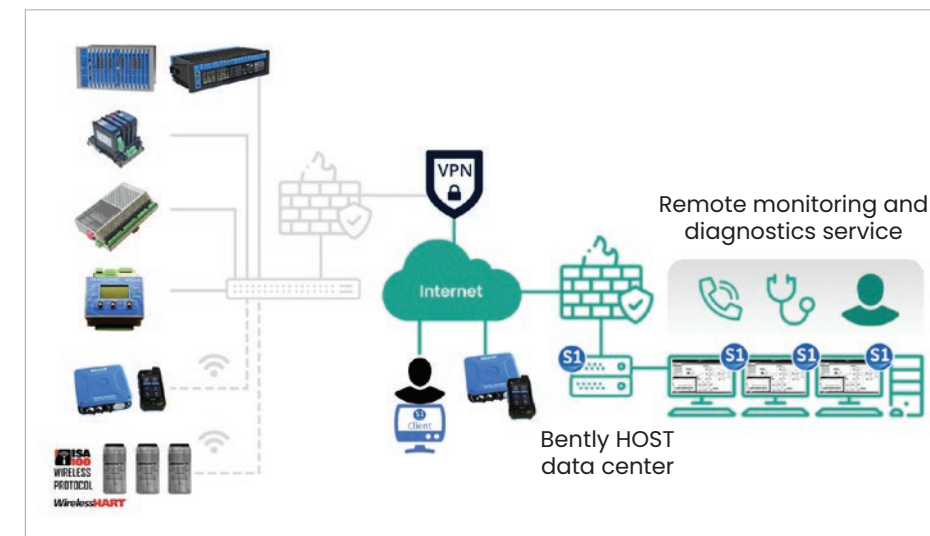 VPN
Remote monitoring and
diagnostics service
Internet
S1
S1
S1
S1
S1
Client
Bently HOST
data center
ISA
100
WIRELESS
PROTOCOL
WirelessHART